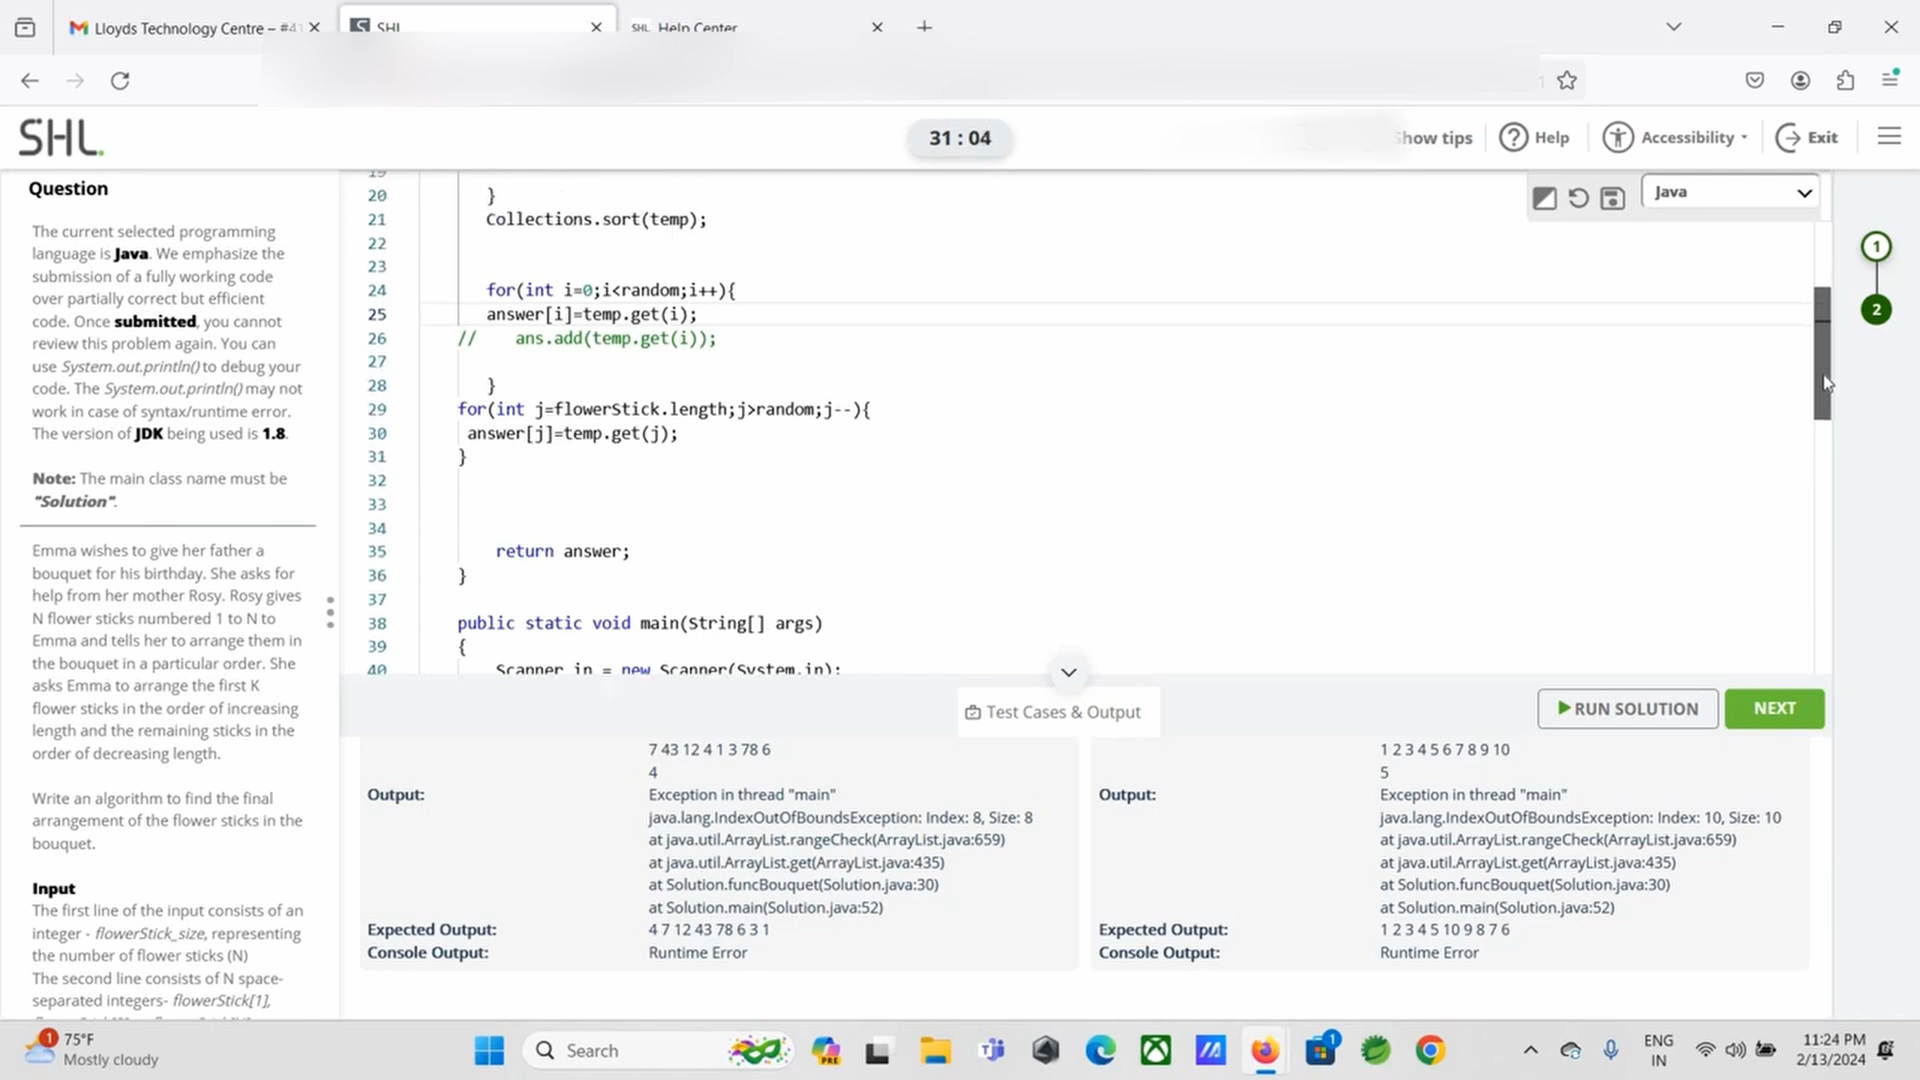 Lloyds Technology Centre – #41
SHL
Help Center
SHL.
31 : 04
Show tips
Help
Accessibility
Exit
Question
The current selected programming
language is Java. We emphasize the
submission of a fully working code
over partially correct but efficient
code. Once submitted, you cannot
review this problem again. You can
use System.out.println() to debug your
code. The System.out.println() may not
work in case of syntax/runtime error.
The version of JDK being used is 1.8.
Note: The main class name must be
"Solution".
Emma wishes to give her father a
bouquet for his birthday. She asks for
help from her mother Rosy. Rosy gives
N flower sticks numbered 1 to N to
Emma and tells her to arrange them in
the bouquet in a particular order. She
asks Emma to arrange the first K
flower sticks in the order of increasing
length and the remaining sticks in the
order of decreasing length.
Write an algorithm to find the final
arrangement of the flower sticks in the
bouquet.
Input
The first line of the input consists of an
integer - flowerStick_size, representing
the number of flower sticks (N)
The second line consists of N space-
separated integers- flowerStick[1],
Java
1
2
19
20 }
21 Collections.sort(temp);
22
23
24 for(int i=0;i<random;i++){
25 answer[i]=temp.get(i);
26 // ans.add(temp.get(i));
27
28 }
29 for(int j=flowerStick.length;j>random;j--){
30 answer[j]=temp.get(j);
31 }
32
33
34
35 return answer;
36 }
37
38 public static void main(String[] args)
39 {
40 Scanner in = new Scanner(System.in);
Test Cases & Output
RUN SOLUTION
NEXT
7 43 12 4 1 3 78 6
4
Output: Exception in thread "main"
java.lang.IndexOutOfBoundsException: Index: 8, Size: 8
at java.util.ArrayList.rangeCheck(ArrayList.java:659)
at java.util.ArrayList.get(ArrayList.java:435)
at Solution.funcBouquet(Solution.java:30)
at Solution.main(Solution.java:52)
Expected Output: 4 7 12 43 78 6 3 1
Console Output: Runtime Error
1 2 3 4 5 6 7 8 9 10
5
Output: Exception in thread "main"
java.lang.IndexOutOfBoundsException: Index: 10, Size: 10
at java.util.ArrayList.rangeCheck(ArrayList.java:659)
at java.util.ArrayList.get(ArrayList.java:435)
at Solution.funcBouquet(Solution.java:30)
at Solution.main(Solution.java:52)
Expected Output: 1 2 3 4 5 10 9 8 7 6
Console Output: Runtime Error
1
75°F
Mostly cloudy
Search
PRE
1
ENG
IN
11:24 PM
2/13/2024